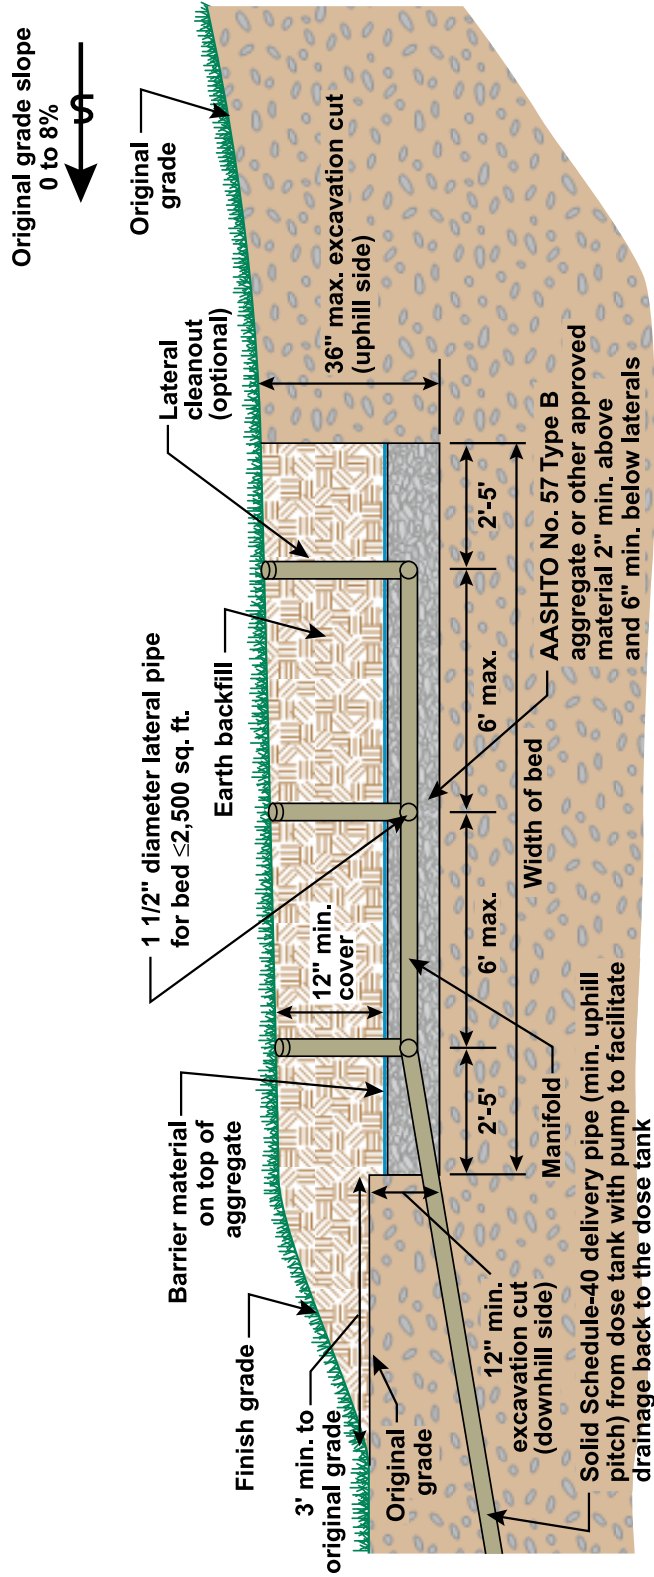 Original grade slope
0 to 8%
S
Original
grade
Lateral
cleanout
(optional)
36" max. excavation cut
(uphill side)
1 1/2" diameter lateral pipe
for bed ≤2,500 sq. ft.
Earth backfill
12" min.
cover
Barrier material
on top of
aggregate
Finish grade
3' min. to
original grade
Original
grade
12" min.
excavation cut
(downhill side)
2'-5'
6' max.
6' max.
2'-5'
Width of bed
Manifold
AASHTO No. 57 Type B
aggregate or other approved
material 2" min. above
and 6" min. below laterals
Solid Schedule-40 delivery pipe (min. uphill
pitch) from dose tank with pump to facilitate
drainage back to the dose tank